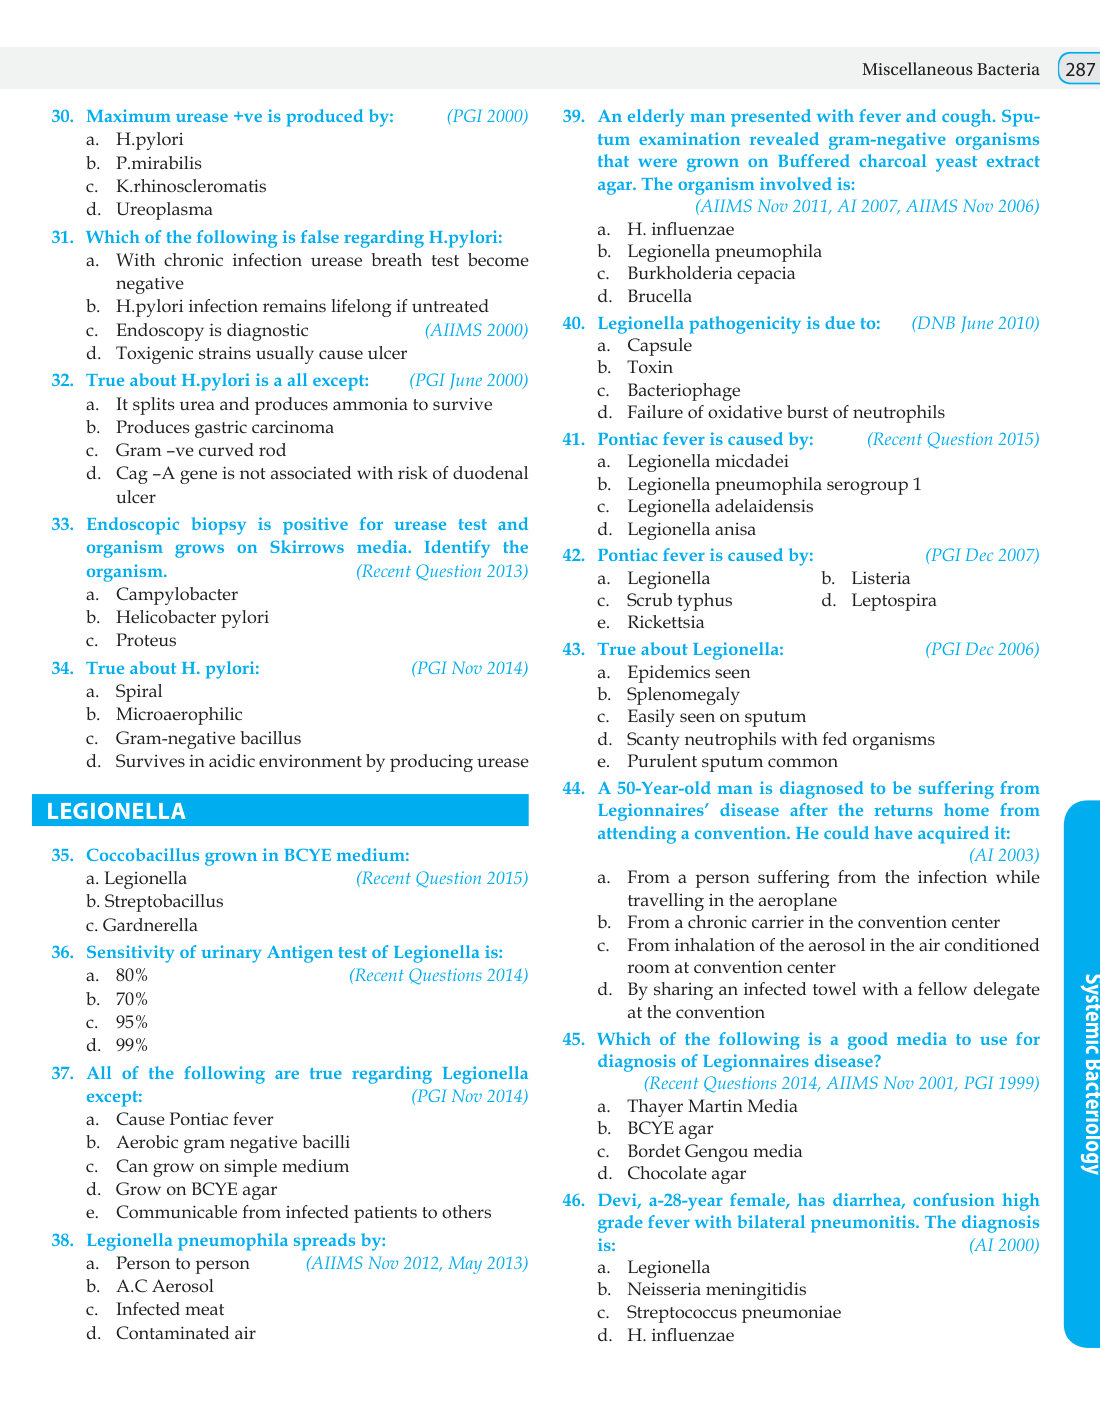 Miscellaneous Bacteria 287
30. Maximum urease +ve is produced by: (PGI 2000)
a. H.pylori
b. P.mirabilis
c. K.rhinoscleromatis
d. Ureoplasma
31. Which of the following is false regarding H.pylori:
a. With chronic infection urease breath test become
negative
b. H.pylori infection remains lifelong if untreated
c. Endoscopy is diagnostic (AIIMS 2000)
d. Toxigenic strains usually cause ulcer
32. True about H.pylori is a all except: (PGI June 2000)
a. It splits urea and produces ammonia to survive
b. Produces gastric carcinoma
c. Gram –ve curved rod
d. Cag –A gene is not associated with risk of duodenal
ulcer
33. Endoscopic biopsy is positive for urease test and
organism grows on Skirrows media. Identify the
organism. (Recent Question 2013)
a. Campylobacter
b. Helicobacter pylori
c. Proteus
34. True about H. pylori: (PGI Nov 2014)
a. Spiral
b. Microaerophilic
c. Gram-negative bacillus
d. Survives in acidic environment by producing urease
LEGIONELLA
35. Coccobacillus grown in BCYE medium:
a. Legionella (Recent Question 2015)
b. Streptobacillus
c. Gardnerella
36. Sensitivity of urinary Antigen test of Legionella is:
a. 80% (Recent Questions 2014)
b. 70%
c. 95%
d. 99%
37. All of the following are true regarding Legionella
except: (PGI Nov 2014)
a. Cause Pontiac fever
b. Aerobic gram negative bacilli
c. Can grow on simple medium
d. Grow on BCYE agar
e. Communicable from infected patients to others
38. Legionella pneumophila spreads by:
a. Person to person (AIIMS Nov 2012, May 2013)
b. A.C Aerosol
c. Infected meat
d. Contaminated air
39. An elderly man presented with fever and cough. Spu-
tum examination revealed gram-negative organisms
that were grown on Buffered charcoal yeast extract
agar. The organism involved is:
(AIIMS Nov 2011, AI 2007, AIIMS Nov 2006)
a. H. influenzae
b. Legionella pneumophila
c. Burkholderia cepacia
d. Brucella
40. Legionella pathogenicity is due to: (DNB June 2010)
a. Capsule
b. Toxin
c. Bacteriophage
d. Failure of oxidative burst of neutrophils
41. Pontiac fever is caused by: (Recent Question 2015)
a. Legionella micdadei
b. Legionella pneumophila serogroup 1
c. Legionella adelaidensis
d. Legionella anisa
42. Pontiac fever is caused by: (PGI Dec 2007)
a. Legionella b. Listeria
c. Scrub typhus d. Leptospira
e. Rickettsia
43. True about Legionella: (PGI Dec 2006)
a. Epidemics seen
b. Splenomegaly
c. Easily seen on sputum
d. Scanty neutrophils with fed organisms
e. Purulent sputum common
44. A 50-Year-old man is diagnosed to be suffering from
Legionnaires’ disease after the returns home from
attending a convention. He could have acquired it:
(AI 2003)
a. From a person suffering from the infection while
travelling in the aeroplane
b. From a chronic carrier in the convention center
c. From inhalation of the aerosol in the air conditioned
room at convention center
d. By sharing an infected towel with a fellow delegate
at the convention
45. Which of the following is a good media to use for
diagnosis of Legionnaires disease?
(Recent Questions 2014, AIIMS Nov 2001, PGI 1999)
a. Thayer Martin Media
b. BCYE agar
c. Bordet Gengou media
d. Chocolate agar
46. Devi, a-28-year female, has diarrhea, confusion high
grade fever with bilateral pneumonitis. The diagnosis
is: (AI 2000)
a. Legionella
b. Neisseria meningitidis
c. Streptococcus pneumoniae
d. H. influenzae
Systemic Bacteriology